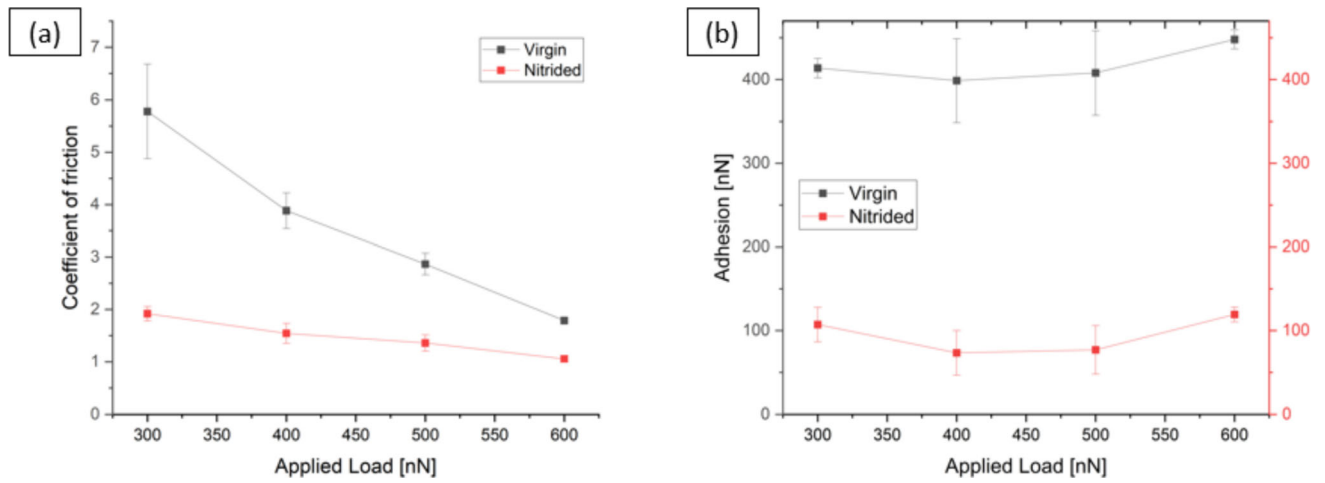 (a)
7
6
5
4
3
2
1
0
Coefficient of friction
Virgin
Nitrided
300 350 400 450 500 550 600
Applied Load [nN]
(b)
400
300
200
100
0
Adhesion [nN]
Virgin
Nitrided
400
300
200
100
0
300 350 400 450 500 550 600
Applied Load [nN]